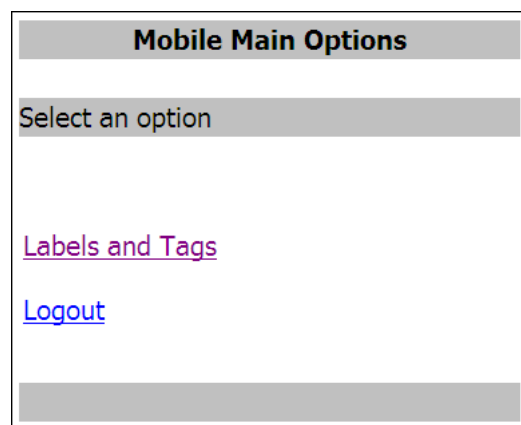 Mobile Main Options
Select an option
Labels and Tags
Logout